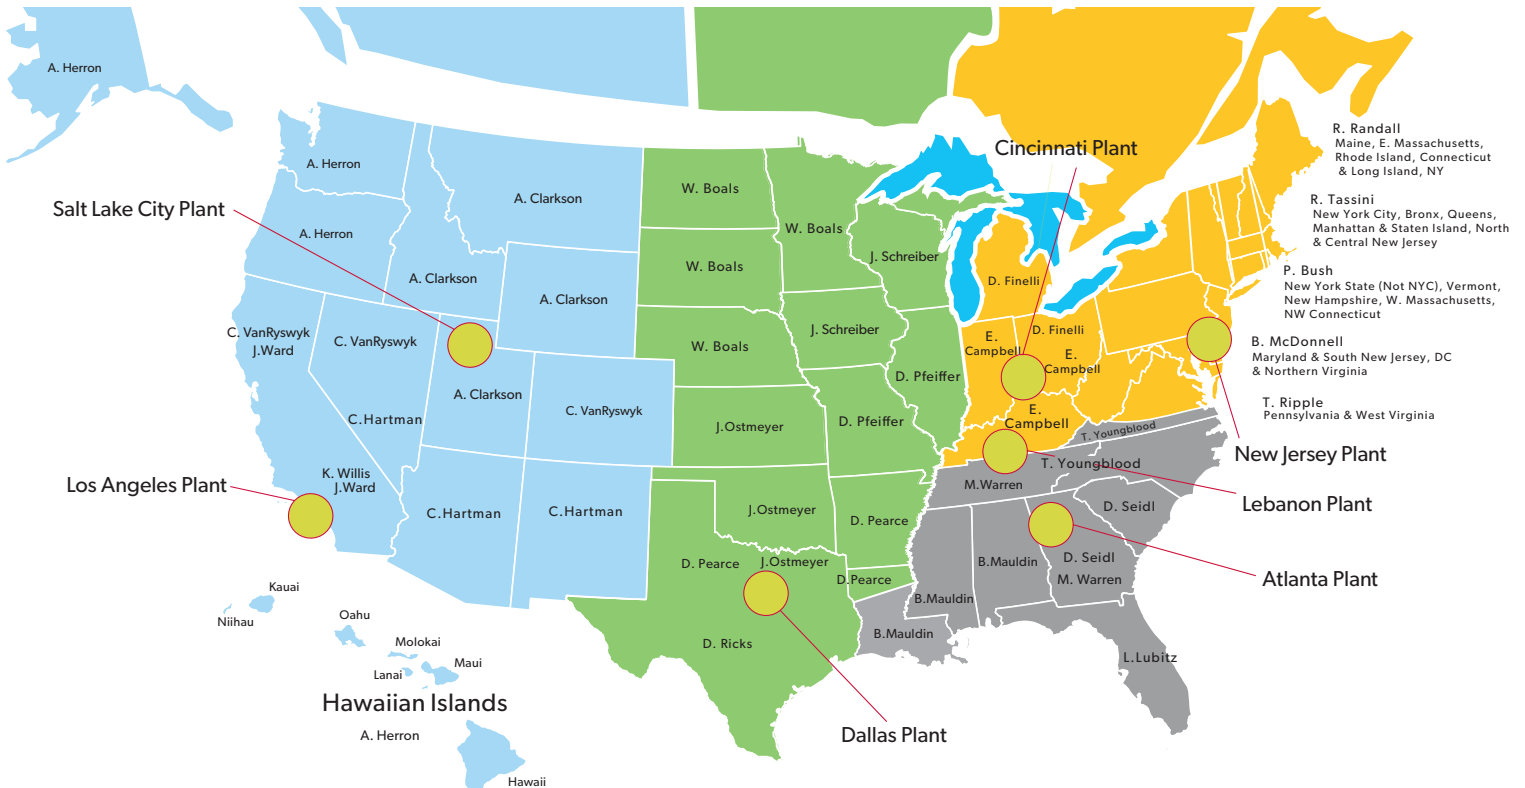 A. Herron
A. Herron
A. Herron
A. Clarkson
A. Clarkson
A. Clarkson
Salt Lake City Plant
C. VanRyswyk
J.Ward
C. VanRyswyk
A. Clarkson
C. VanRyswyk
C.Hartman
K. Willis
J.Ward
Los Angeles Plant
C.Hartman
C.Hartman
Kauai
Niihau
Oahu
Molokai
Lanai
Maui
Hawaiian Islands
A. Herron
Hawaii
W. Boals
W. Boals
W. Boals
W. Boals
J. Schreiber
J. Schreiber
J.Ostmeyer
D. Pfeiffer
D. Pfeiffer
J.Ostmeyer
D. Pearce
D. Pearce
J.Ostmeyer
D.Pearce
D. Ricks
Dallas Plant
Cincinnati Plant
D. Finelli
D. Finelli
E.
Campbell
E.
Campbell
E.
Campbell
T. Youngblood
T. Youngblood
M.Warren
D. Seidl
D. Seidl
M. Warren
B.Mauldin
B.Mauldin
B.Mauldin
L.Lubitz
R. Randall
Maine, E. Massachusetts,
Rhode Island, Connecticut
& Long Island, NY
R. Tassini
New York City, Bronx, Queens,
Manhattan & Staten Island, North
& Central New Jersey
P. Bush
New York State (Not NYC), Vermont,
New Hampshire, W. Massachusetts,
NW Connecticut
B. McDonnell
Maryland & South New Jersey, DC
& Northern Virginia
T. Ripple
Pennsylvania & West Virginia
New Jersey Plant
Lebanon Plant
Atlanta Plant